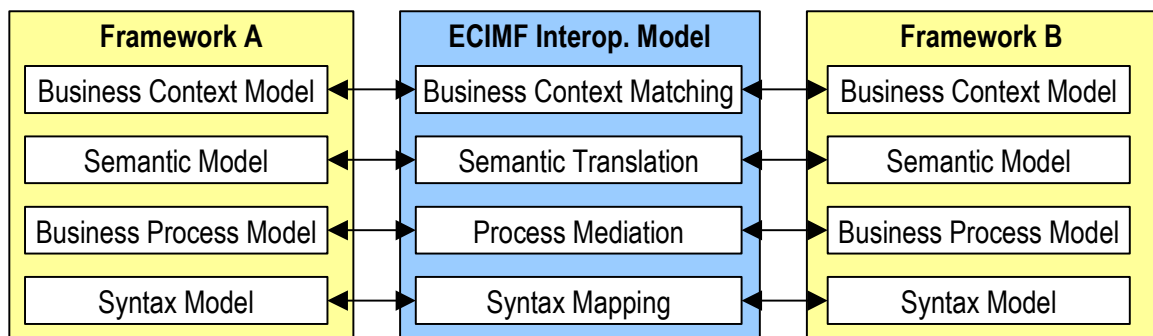 Framework A
Business Context Model
Semantic Model
Business Process Model
Syntax Model
ECIMF Interop. Model
Business Context Matching
Semantic Translation
Process Mediation
Syntax Mapping
Framework B
Business Context Model
Semantic Model
Business Process Model
Syntax Model